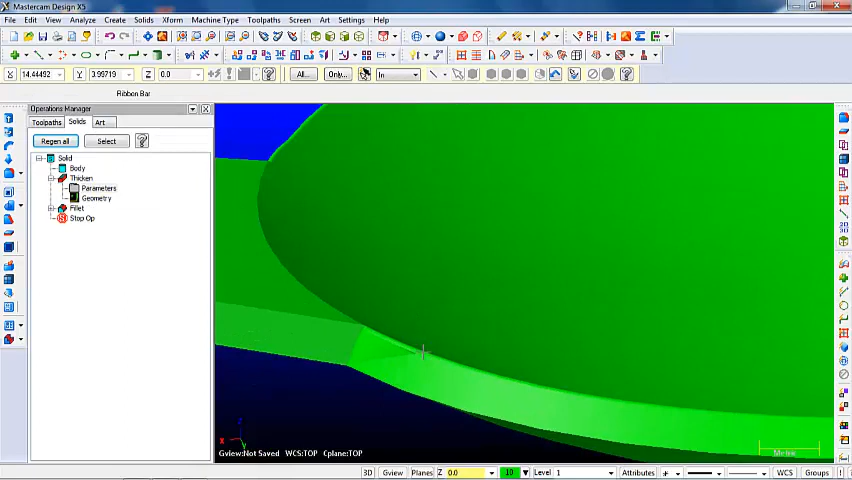 Mastercam Design X5
File Edit View Analyze Create Solids Xform Machine Type Toolpaths Screen Art Settings Help
X 14.44492 Y 3.99719 Z 0.0 All... Only... In
Ribbon Bar
Operations Manager
Toolpaths Solids Art
Regen all Select
Solid
Body
Thicken
Parameters
Geometry
Fillet
Stop Op
2D
3D
Z
X Y
Gview:Not Saved WCS:TOP Cplane:TOP
Metric
3D Gview Planes Z 0.0 10 Level 1 Attributes WCS Groups